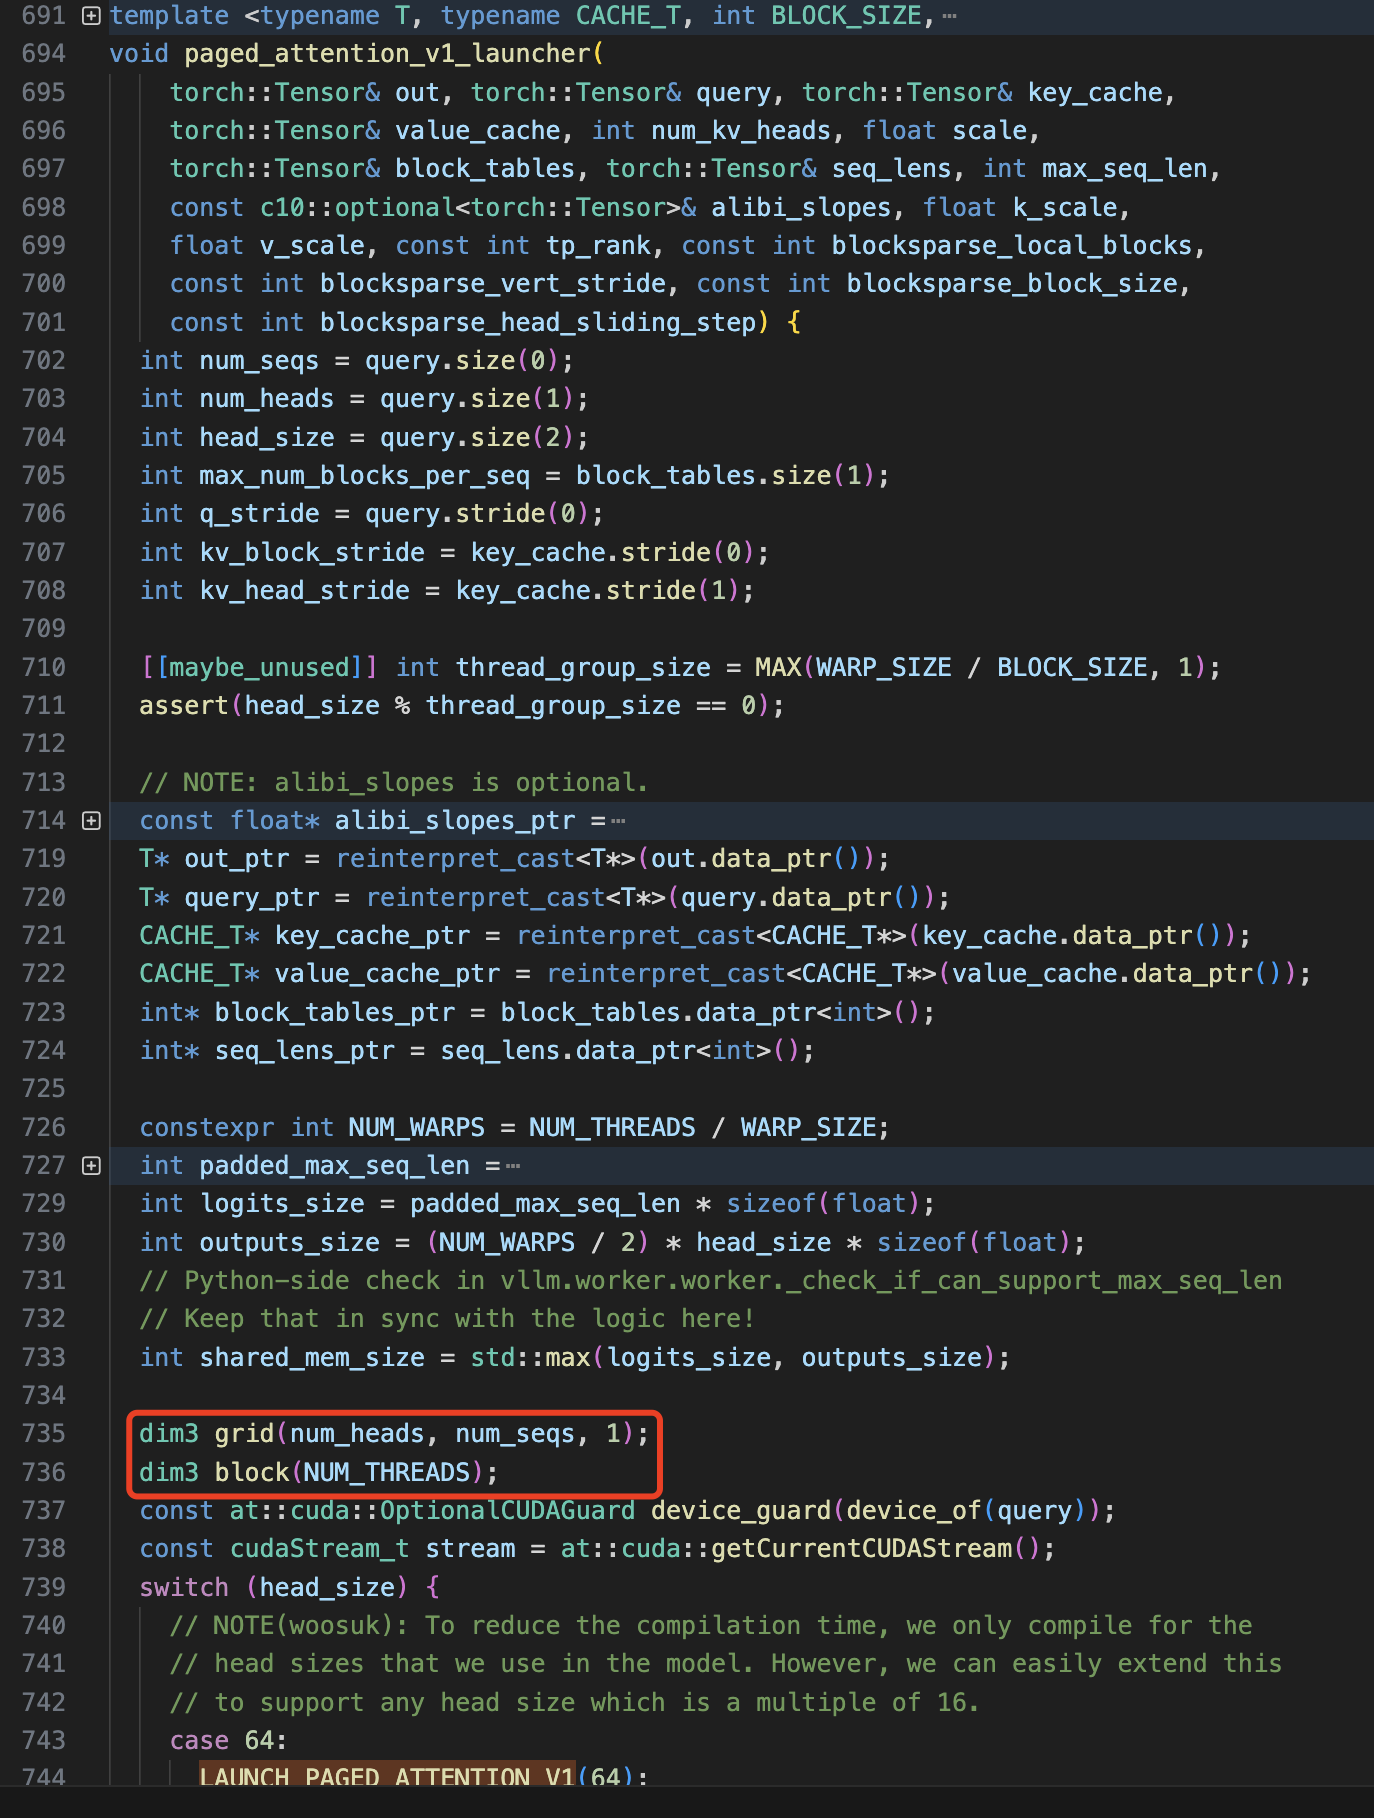 691 template <typename T, typename CACHE_T, int BLOCK_SIZE,⋯
694 void paged_attention_v1_launcher(
695     torch::Tensor& out, torch::Tensor& query, torch::Tensor& key_cache,
696     torch::Tensor& value_cache, int num_kv_heads, float scale,
697     torch::Tensor& block_tables, torch::Tensor& seq_lens, int max_seq_len,
698     const c10::optional<torch::Tensor>& alibi_slopes, float k_scale,
699     float v_scale, const int tp_rank, const int blocksparse_local_blocks,
700     const int blocksparse_vert_stride, const int blocksparse_block_size,
701     const int blocksparse_head_sliding_step) {
702   int num_seqs = query.size(0);
703   int num_heads = query.size(1);
704   int head_size = query.size(2);
705   int max_num_blocks_per_seq = block_tables.size(1);
706   int q_stride = query.stride(0);
707   int kv_block_stride = key_cache.stride(0);
708   int kv_head_stride = key_cache.stride(1);
709
710   [[maybe_unused]] int thread_group_size = MAX(WARP_SIZE / BLOCK_SIZE, 1);
711   assert(head_size % thread_group_size == 0);
712
713   // NOTE: alibi_slopes is optional.
714   const float* alibi_slopes_ptr =⋯
719   T* out_ptr = reinterpret_cast<T*>(out.data_ptr());
720   T* query_ptr = reinterpret_cast<T*>(query.data_ptr());
721   CACHE_T* key_cache_ptr = reinterpret_cast<CACHE_T*>(key_cache.data_ptr());
722   CACHE_T* value_cache_ptr = reinterpret_cast<CACHE_T*>(value_cache.data_ptr());
723   int* block_tables_ptr = block_tables.data_ptr<int>();
724   int* seq_lens_ptr = seq_lens.data_ptr<int>();
725
726   constexpr int NUM_WARPS = NUM_THREADS / WARP_SIZE;
727   int padded_max_seq_len =⋯
729   int logits_size = padded_max_seq_len * sizeof(float);
730   int outputs_size = (NUM_WARPS / 2) * head_size * sizeof(float);
731   // Python-side check in vllm.worker.worker._check_if_can_support_max_seq_len
732   // Keep that in sync with the logic here!
733   int shared_mem_size = std::max(logits_size, outputs_size);
734
735   dim3 grid(num_heads, num_seqs, 1);
736   dim3 block(NUM_THREADS);
737   const at::cuda::OptionalCUDAGuard device_guard(device_of(query));
738   const cudaStream_t stream = at::cuda::getCurrentCUDAStream();
739   switch (head_size) {
740     // NOTE(woosuk): To reduce the compilation time, we only compile for the
741     // head sizes that we use in the model. However, we can easily extend this
742     // to support any head size which is a multiple of 16.
743     case 64:
744       LAUNCH_PAGED_ATTENTION_V1(64);